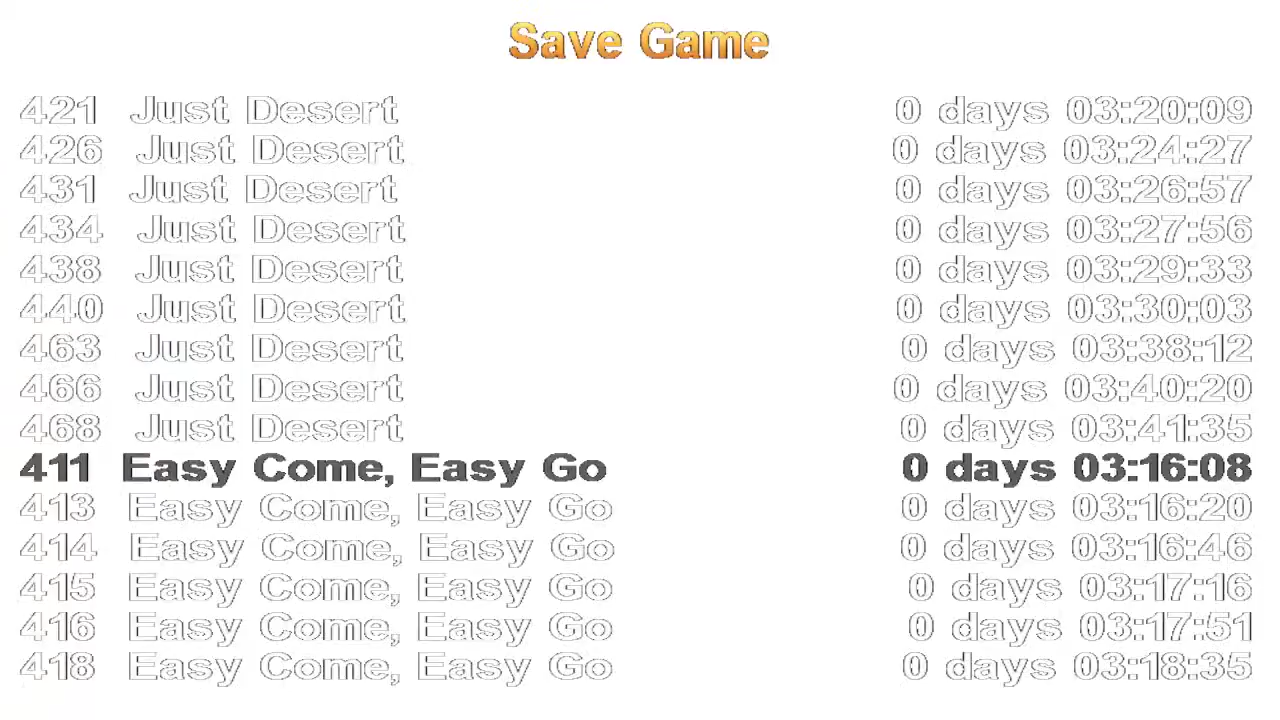 Save Game
421 Just Desert 0 days 03:20:09
426 Just Desert 0 days 03:24:27
431 Just Desert 0 days 03:26:57
434 Just Desert 0 days 03:27:56
438 Just Desert 0 days 03:29:33
440 Just Desert 0 days 03:30:03
463 Just Desert 0 days 03:38:12
466 Just Desert 0 days 03:40:20
468 Just Desert 0 days 03:41:35
411 Easy Come, Easy Go 0 days 03:16:08
413 Easy Come, Easy Go 0 days 03:16:20
414 Easy Come, Easy Go 0 days 03:16:46
415 Easy Come, Easy Go 0 days 03:17:16
416 Easy Come, Easy Go 0 days 03:17:51
418 Easy Come, Easy Go 0 days 03:18:35